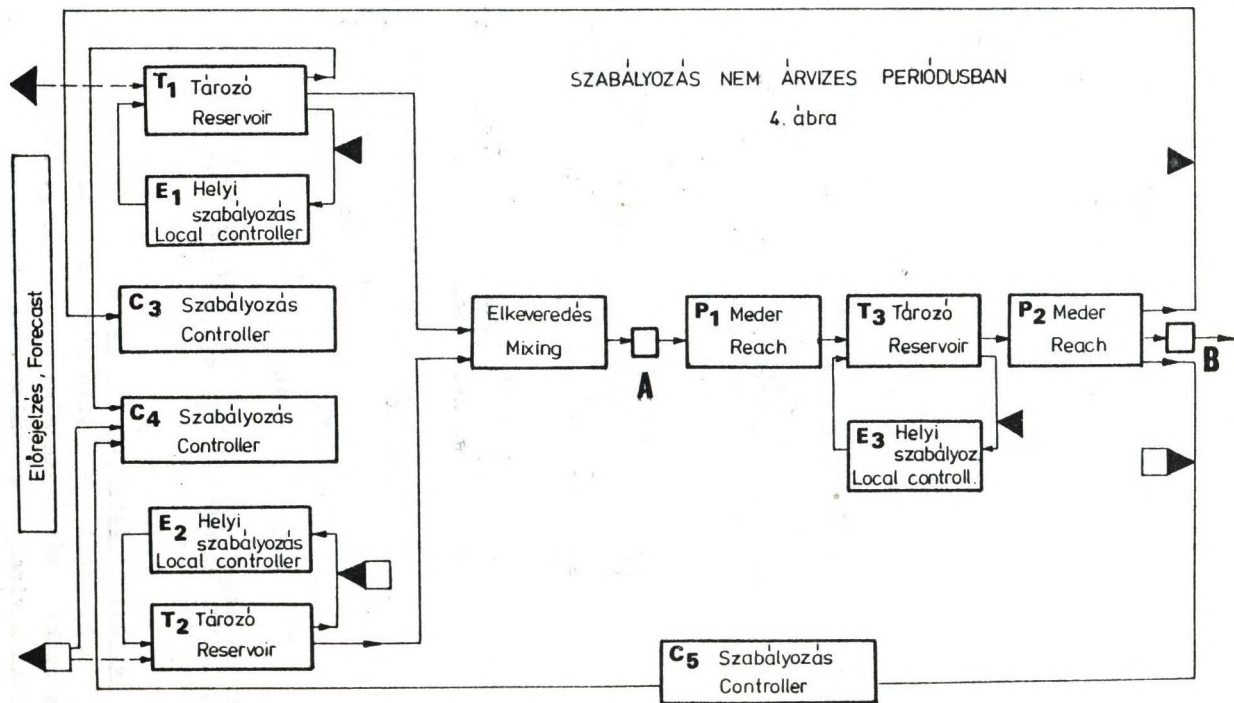 SZABÁLYOZÁS NEM ÁRVIZES PERIÓDUSBAN
4. ábra
T1 Tározó
Reservoir
E1 Helyi
szabályozás
Local controller
C3 Szabályozás
Controller
C4 Szabályozás
Controller
E2 Helyi
szabályozás
Local controller
T2 Tározó
Reservoir
Előrejelzés, Forecast
Elkeveredés
Mixing
A
P1 Meder
Reach
T3 Tározó
Reservoir
E3 Helyi
szabályoz.
Local controll.
P2 Meder
Reach
B
C5 Szabályozás
Controller